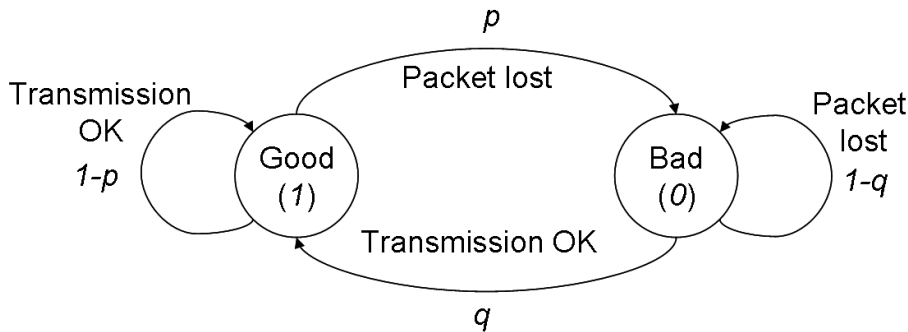 p
Packet lost
Transmission
OK
1-p
Good
(1)
Bad
(0)
Packet
lost
1-q
Transmission OK
q